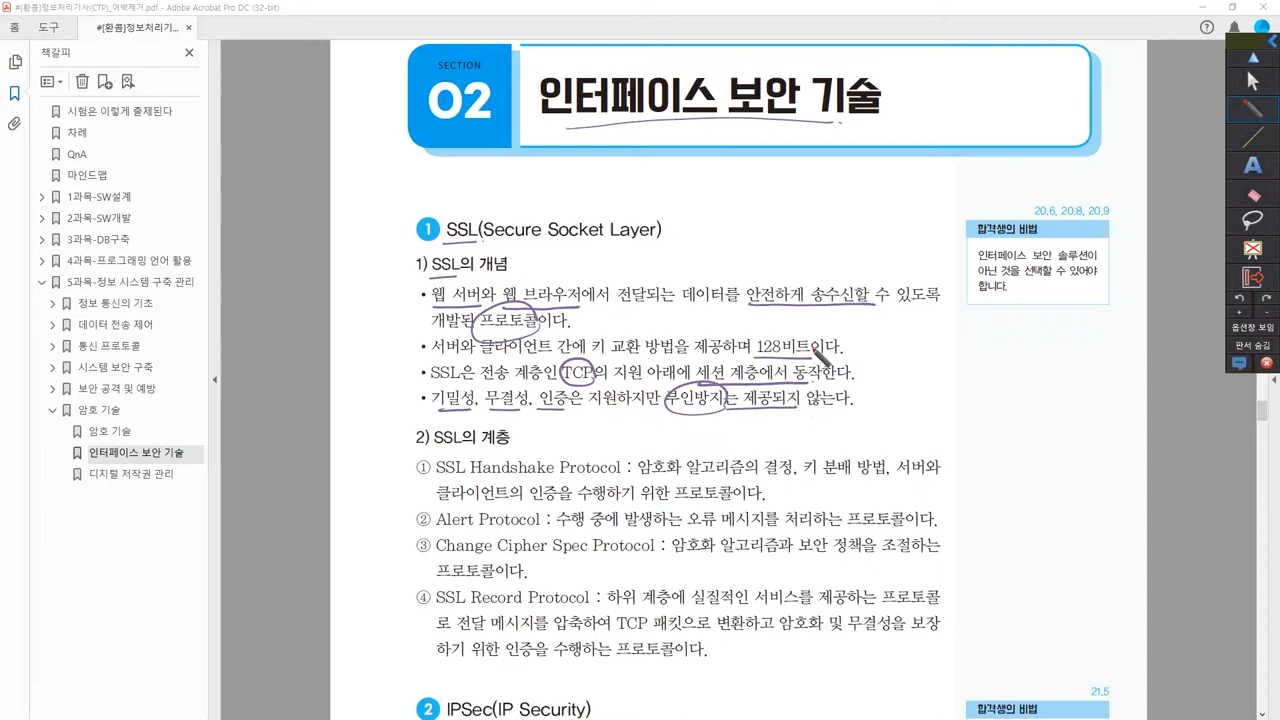 #[환콤]정보처리기사(CTP)_여백제거.pdf - Adobe Acrobat Pro DC (32-bit)
홈 도구 #[환콤]정보처리기... ×
책갈피 ×
시험은 이렇게 출제된다
차례
QnA
마인드맵
1과목-SW설계
2과목-SW개발
3과목-DB구축
4과목-프로그래밍 언어 활용
5과목-정보 시스템 구축 관리
정보 통신의 기초
데이터 전송 제어
통신 프로토콜
시스템 보안 구축
보안 공격 및 예방
암호 기술
암호 기술
인터페이스 보안 기술
디지털 저작권 관리
SECTION
02
인터페이스 보안 기술
1 SSL(Secure Socket Layer)
1) SSL의 개념
• 웹 서버와 웹 브라우저에서 전달되는 데이터를 안전하게 송수신할 수 있도록
개발된 프로토콜이다.
• 서버와 클라이언트 간에 키 교환 방법을 제공하며 128비트이다.
• SSL은 전송 계층인 TCP의 지원 아래에 세션 계층에서 동작한다.
• 기밀성, 무결성, 인증은 지원하지만 부인방지는 제공되지 않는다.
2) SSL의 계층
① SSL Handshake Protocol : 암호화 알고리즘의 결정, 키 분배 방법, 서버와
클라이언트의 인증을 수행하기 위한 프로토콜이다.
② Alert Protocol : 수행 중에 발생하는 오류 메시지를 처리하는 프로토콜이다.
③ Change Cipher Spec Protocol : 암호화 알고리즘과 보안 정책을 조절하는
프로토콜이다.
④ SSL Record Protocol : 하위 계층에 실질적인 서비스를 제공하는 프로토콜
로 전달 메시지를 압축하여 TCP 패킷으로 변환하고 암호화 및 무결성을 보장
하기 위한 인증을 수행하는 프로토콜이다.
2 IPSec(IP Security)
20.6, 20.8, 20.9
합격생의 비법
인터페이스 보안 솔루션이
아닌 것을 선택할 수 있어야
합니다.
21.5
합격생의 비법
A
옵션창 보임
판서 숨김